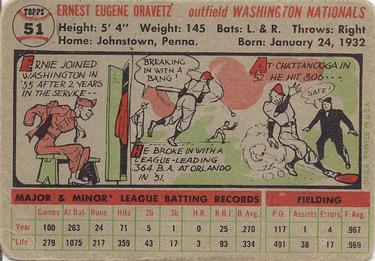 TOPPS
51
ERNEST EUGENE ORAVETZ outfield WASHINGTON NATIONALS
Height: 5' 4" Weight: 145 Bats: L. & R. Throws: Right
Home: Johnstown, Penna. Born: January 24, 1932
ERNIE JOINED
WASHINGTON IN
'55 AFTER 2 YEARS
IN THE SERVICE--
BREAKING
IN WITH A
BANG!
HE BROKE IN WITH A
LEAGUE-LEADING
.364 B.A. AT ORLANDO
IN '51.
AT CHATTANOOGA IN
'52 HE HIT .306---
SAFE!
PRINTED IN U.S.A.
MAJOR & MINOR* LEAGUE BATTING RECORDS FIELDING
Games At Bat Runs Hits 2b 3b H.R. R.B.I. B. Avg. P.O. Assists Errors F. Avg.
Year 100 263 24 71 5 1 0 25 .270 117 1 4 .967
*Life 279 1075 217 359 43 17 3 93 .334 491 38 17 .969